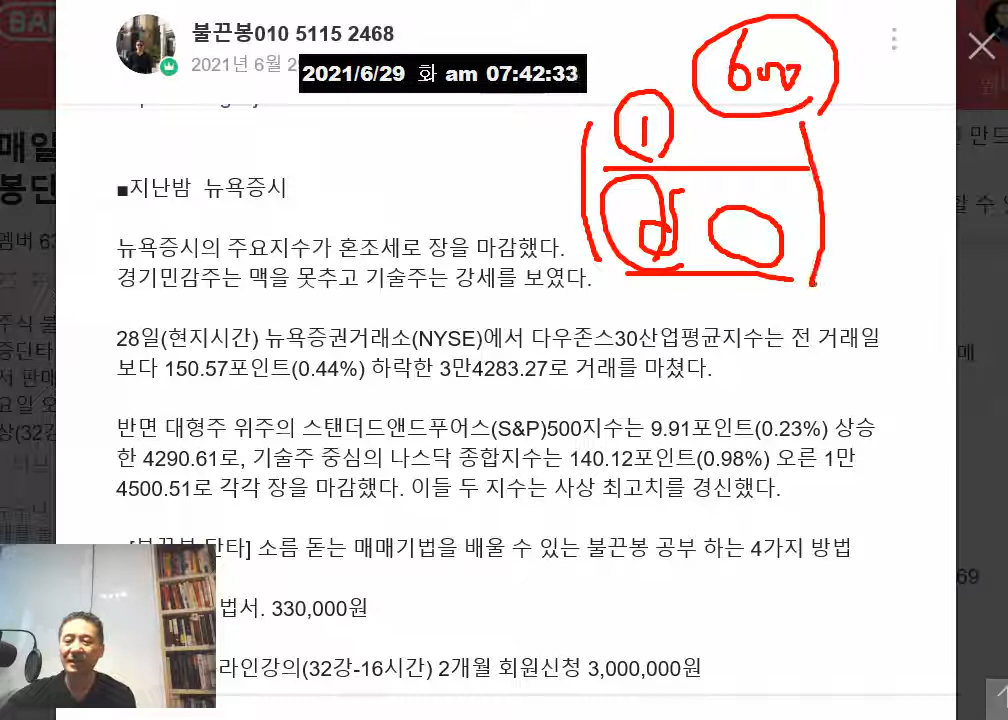 불끈봉010 5115 2468
2021년 6월 2
2021/6/29 화 am 07:42:33
600
1
매일
봉단
멤버 63
■지난밤 뉴욕증시
뉴욕증시의 주요지수가 혼조세로 장을 마감했다.
경기민감주는 맥을 못추고 기술주는 강세를 보였다.
28일(현지시간) 뉴욕증권거래소(NYSE)에서 다우존스30산업평균지수는 전 거래일
보다 150.57포인트(0.44%) 하락한 3만4283.27로 거래를 마쳤다.
반면 대형주 위주의 스탠더드앤드푸어스(S&P)500지수는 9.91포인트(0.23%) 상승
한 4290.61로, 기술주 중심의 나스닥 종합지수는 140.12포인트(0.98%) 오른 1만
4500.51로 각각 장을 마감했다. 이들 두 지수는 사상 최고치를 경신했다.
단타] 소름 돋는 매매기법을 배울 수 있는 불끈봉 공부 하는 4가지 방법
법서. 330,000원
라인강의(32강-16시간) 2개월 회원신청 3,000,000원